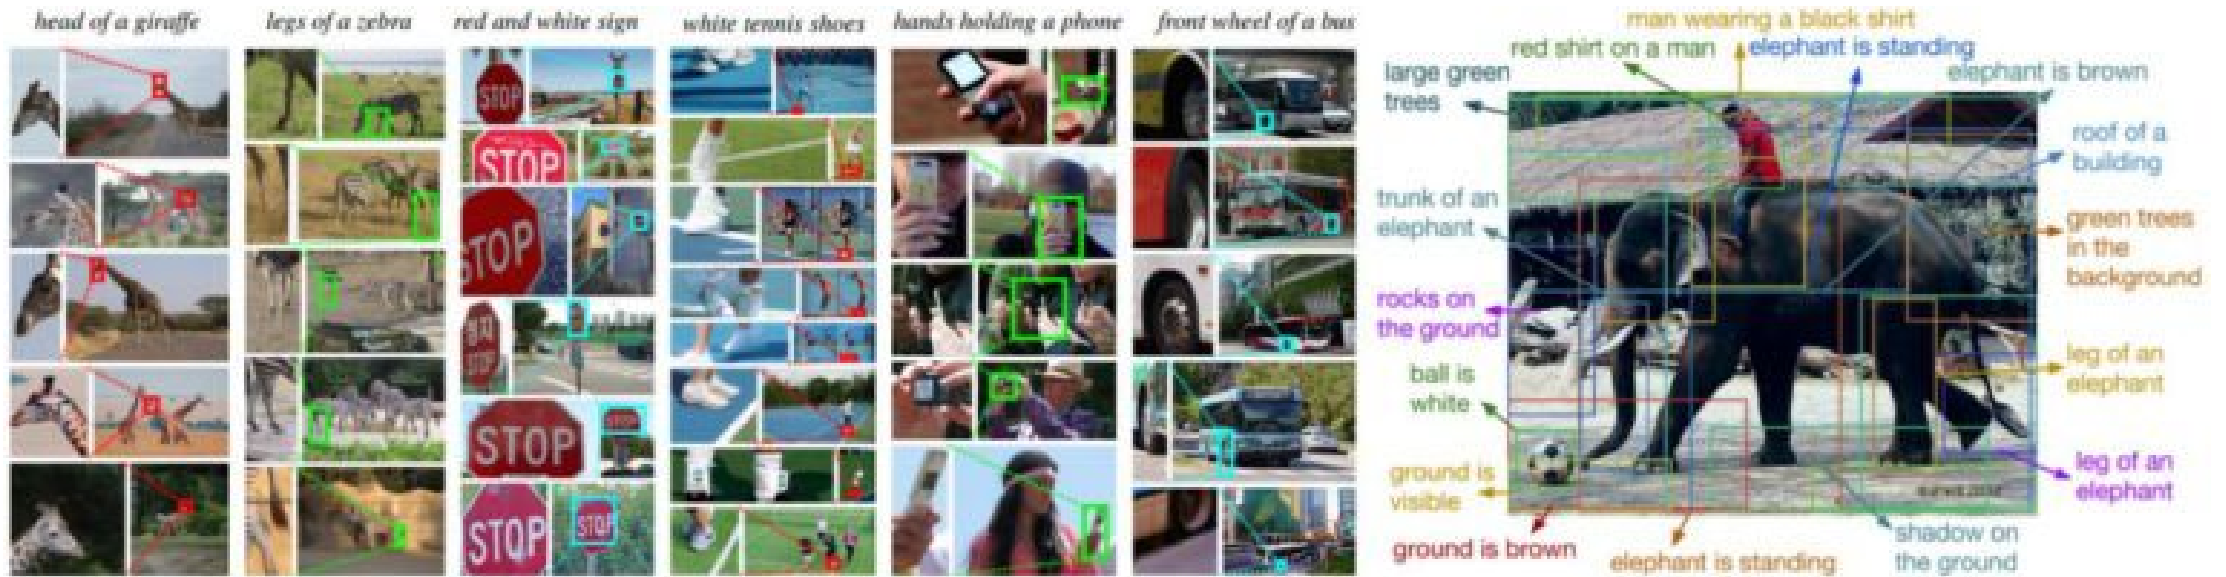 head of a giraffe
legs of a zebra
red and white sign
white tennis shoes
hands holding a phone
front wheel of a bus
STOP
STOP
STOP
STOP
STOP
STOP
STOP
man wearing a black shirt
red shirt on a man
elephant is standing
large green
trees
elephant is brown
roof of a
building
trunk of an
elephant
green trees
in the
background
rocks on
the ground
leg of an
elephant
ball is
white
leg of an
elephant
ground is
visible
shadow on
the ground
ground is brown
elephant is standing